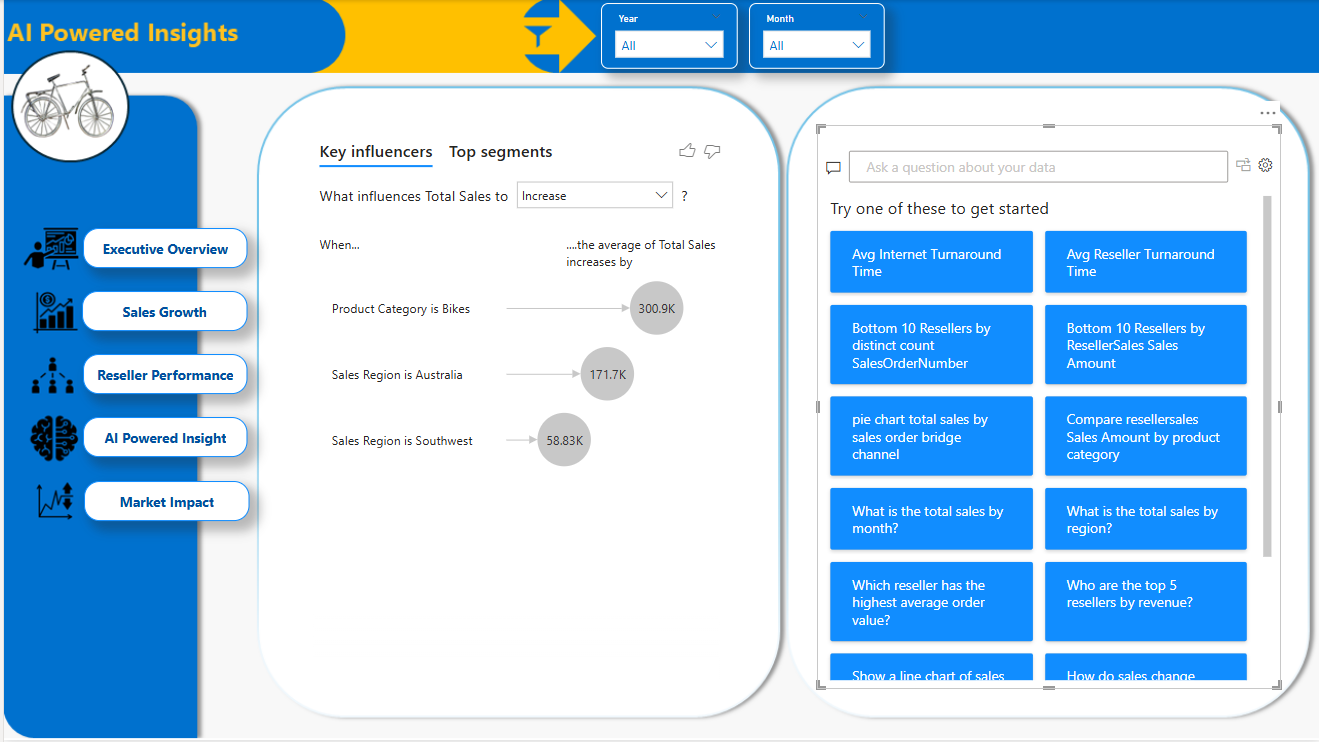 AI Powered Insights
Year
All
Month
All
Executive Overview
Sales Growth
Reseller Performance
AI Powered Insight
Market Impact
Key influencers
Top segments
What influences Total Sales to
Increase
?
When...
....the average of Total Sales
increases by
Product Category is Bikes
300.9K
Sales Region is Australia
171.7K
Sales Region is Southwest
58.83K
Ask a question about your data
Try one of these to get started
Avg Internet Turnaround
Time
Avg Reseller Turnaround
Time
Bottom 10 Resellers by
distinct count
SalesOrderNumber
Bottom 10 Resellers by
ResellerSales Sales
Amount
pie chart total sales by
sales order bridge
channel
Compare resellersales
Sales Amount by product
category
What is the total sales by
month?
What is the total sales by
region?
Which reseller has the
highest average order
value?
Who are the top 5
resellers by revenue?
Show a line chart of sales
How do sales change